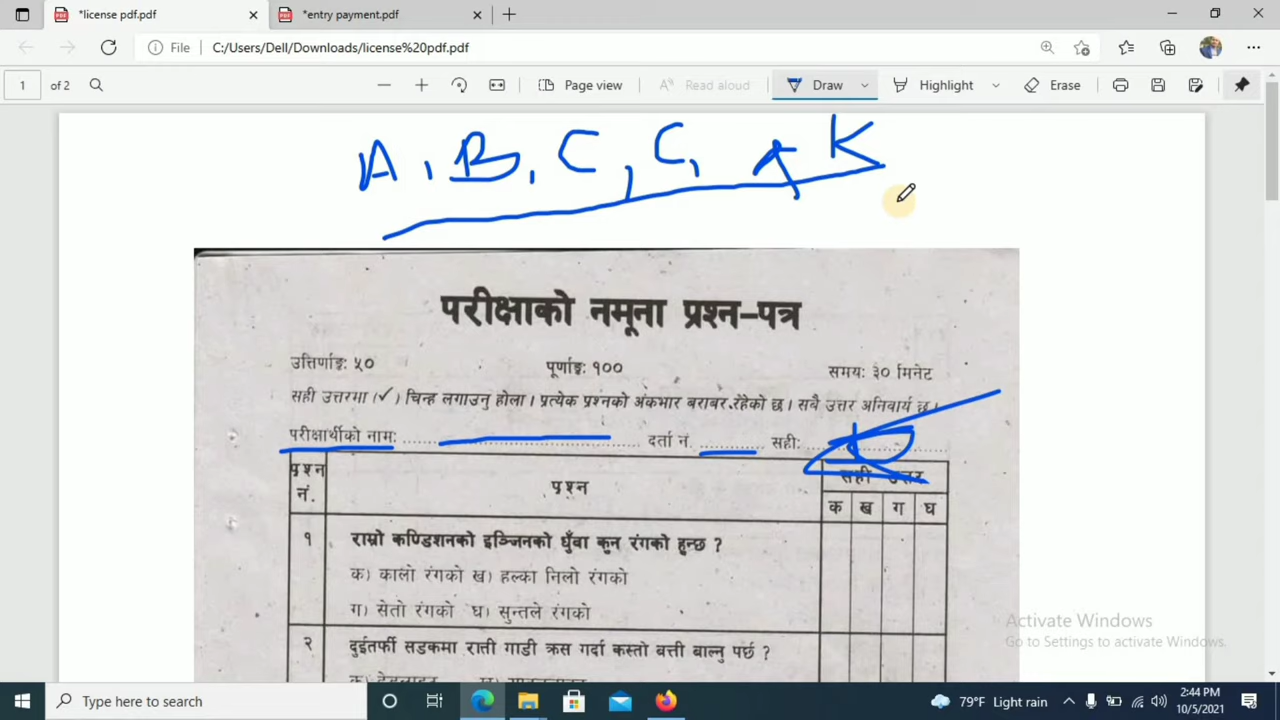 *license pdf.pdf
*entry payment.pdf
File C:/Users/Dell/Downloads/license%20pdf.pdf
1 of 2 Page view Read aloud Draw Highlight Erase
A, B, C, C, K
परीक्षाको नमूना प्रश्न-पत्र
उत्तिर्णाङ्क: ५० पूर्णाङ्क: १०० समय: ३० मिनेट
सही उत्तरमा (✓) चिन्ह लगाउनु होला । प्रत्येक प्रश्नको अंकभार बराबर रहेको छ । सबै उत्तर अनिवार्य छ ।
परीक्षार्थीको नाम: दर्ता नं. सही:
प्रश्न नं. प्रश्न सही उत्तर
क ख ग घ
१ राम्रो कण्डिशनको इञ्जिनको धुँवा कुन रंगको हुन्छ ?
क) कालो रंगको ख) हल्का निलो रंगको
ग) सेतो रंगको घ) सुन्तले रंगको
२ दुईतर्फी सडकमा राती गाडी क्रस गर्दा कस्तो बत्ती बाल्नु पर्छ ?
Activate Windows
Go to Settings to activate Windows.
Type here to search
79°F Light rain
2:44 PM
10/5/2021